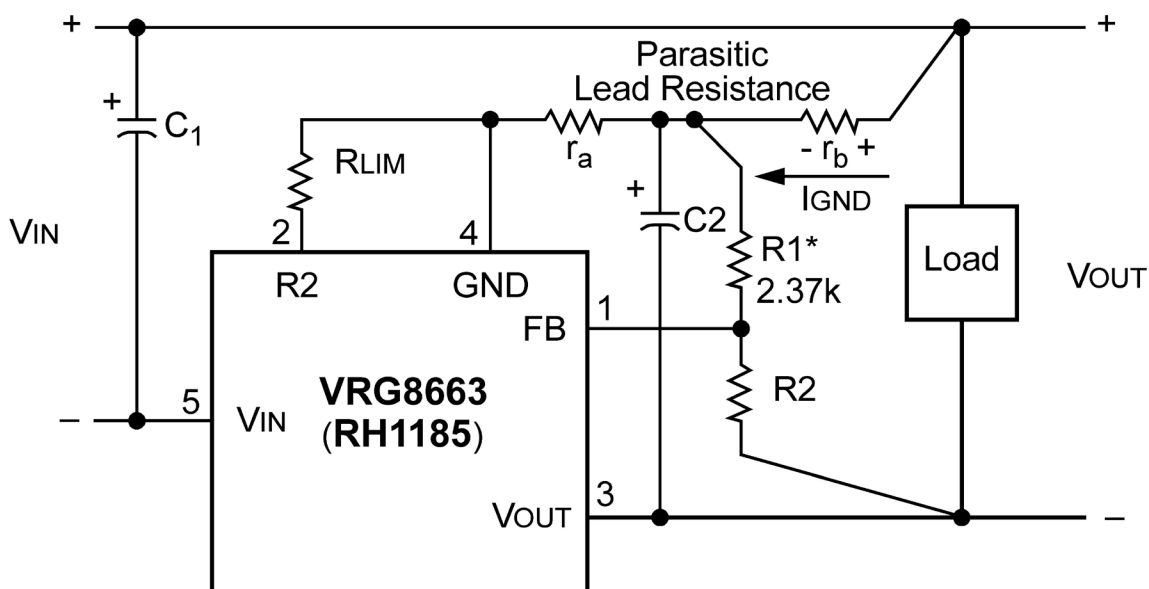 +
+
Parasitic
Lead Resistance
+
C1
RLIM
ra
- rb +
IGND
+
C2
VIN
2
4
R1*
2.37k
Load
VOUT
R2
GND
1
FB
R2
VRG8663
(RH1185)
–
5
VIN
3
VOUT
–